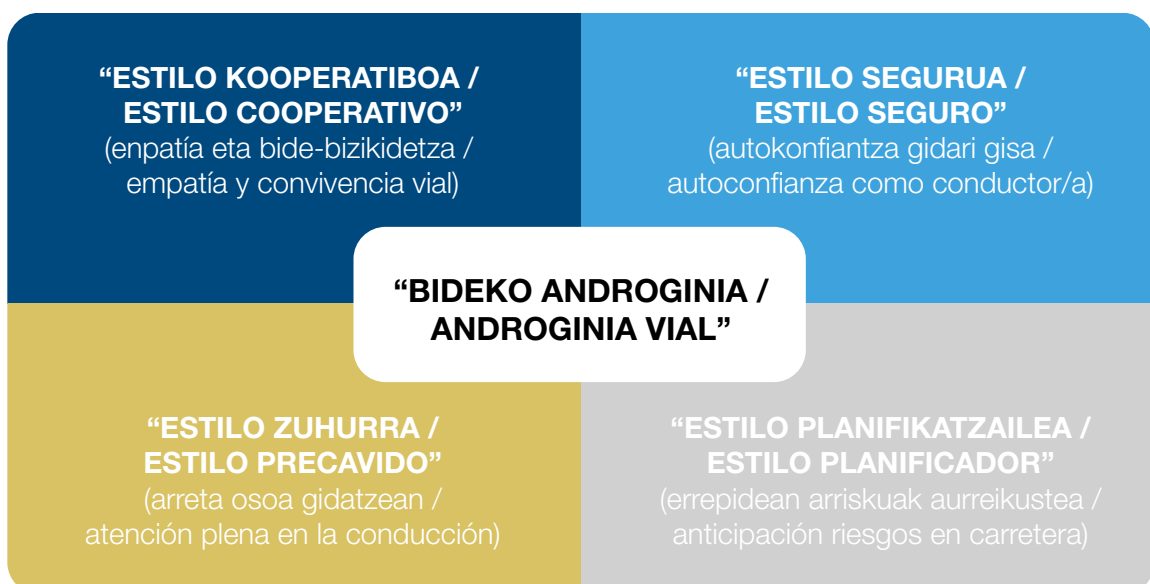 “ESTILO KOOPERATIBOA /
ESTILO COOPERATIVO”
(enpatía eta bide-bizikidetza /
empatía y convivencia vial)
“ESTILO SEGURUA /
ESTILO SEGURO”
(autokonfiantza gidari gisa /
autoconfianza como conductor/a)
“BIDEKO ANDROGINIA /
ANDROGINIA VIAL”
“ESTILO ZUHURRA /
ESTILO PRECAVIDO”
(arreta osoa gidatzean /
atención plena en la conducción)
“ESTILO PLANIFIKATZAILEA /
ESTILO PLANIFICADOR”
(errepidean arriskuak aurreikustea /
anticipación riesgos en carretera)